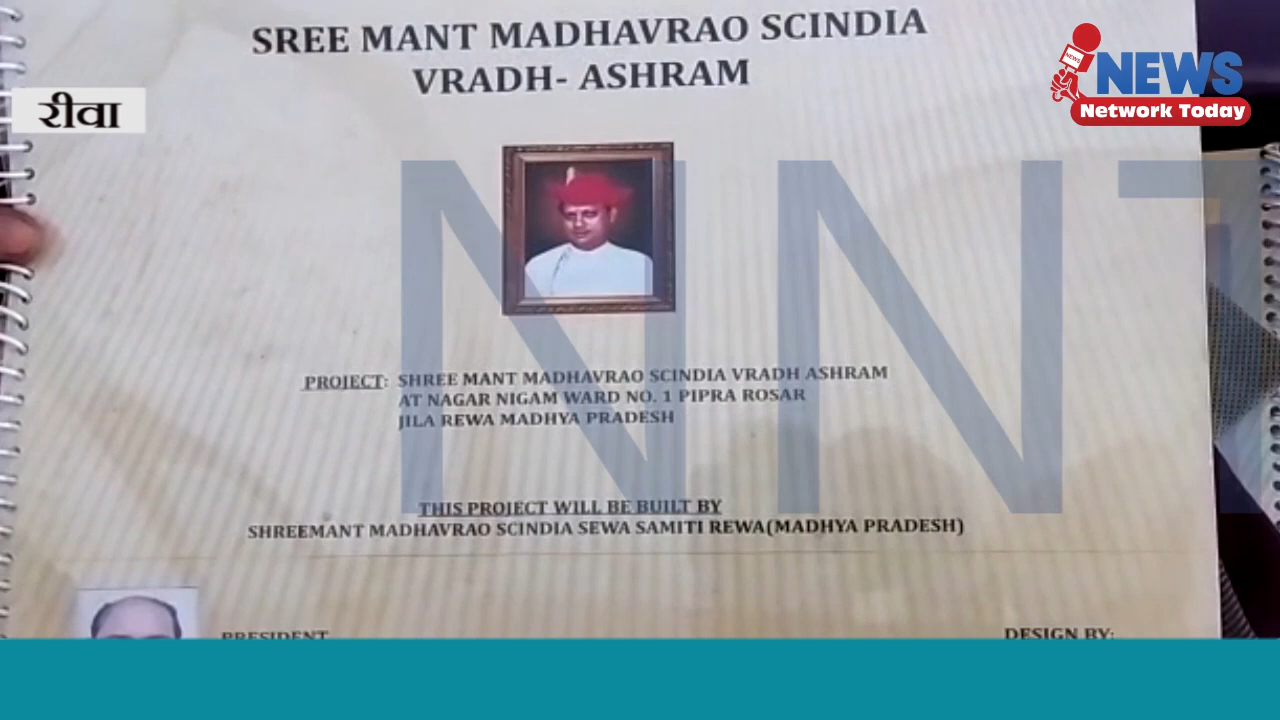 SREE MANT MADHAVRAO SCINDIA
VRADH- ASHRAM
रीवा
NEWS
NEWS
Network Today
NNT
PROJECT: SHREE MANT MADHAVRAO SCINDIA VRADH ASHRAM
AT NAGAR NIGAM WARD NO. 1 PIPRA ROSAR
JILA REWA MADHYA PRADESH
THIS PROJECT WILL BE BUILT BY
SHREEMANT MADHAVRAO SCINDIA SEWA SAMITI REWA(MADHYA PRADESH)
PRESIDENT
DESIGN BY: